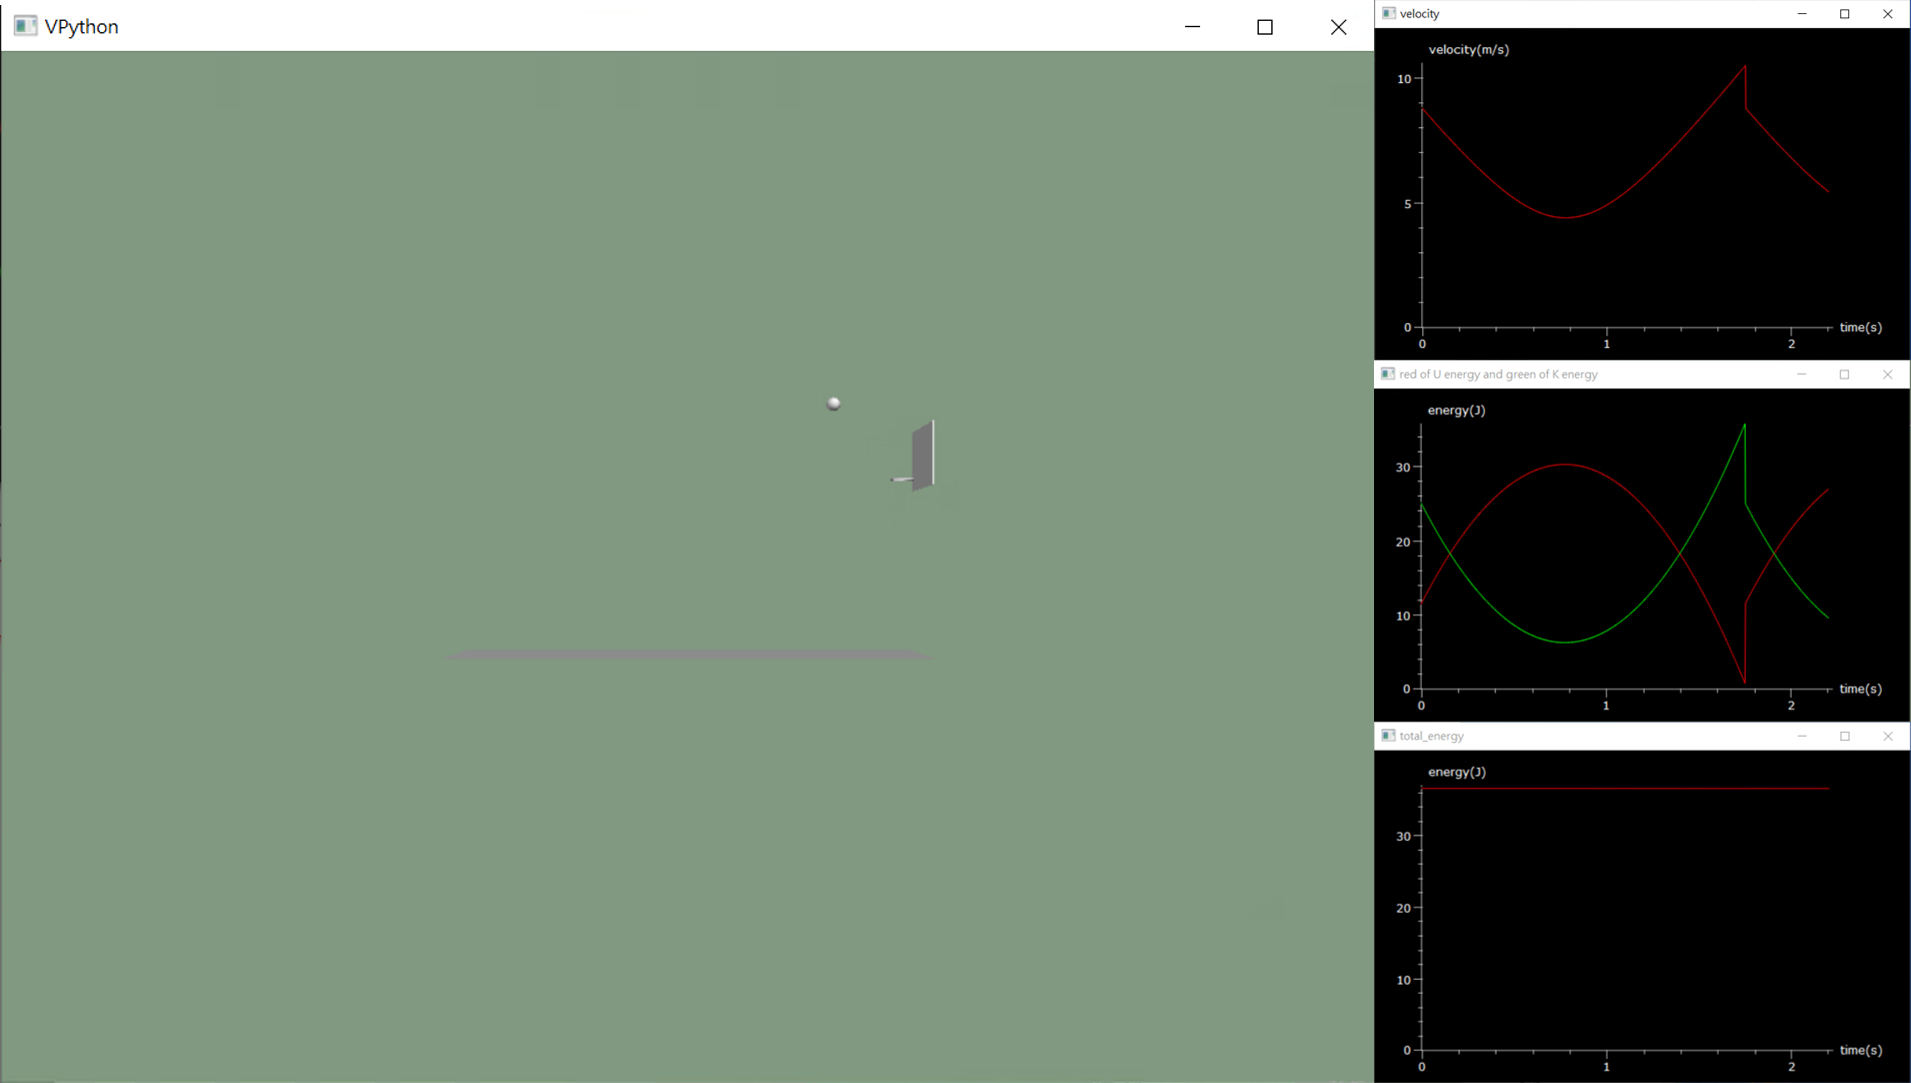 VPython
velocity
velocity(m/s)
10
5
0
0 1 2
time(s)
red of U energy and green of K energy
energy(J)
30
20
10
0
0 1 2
time(s)
total_energy
energy(J)
30
20
10
0
0 1 2
time(s)